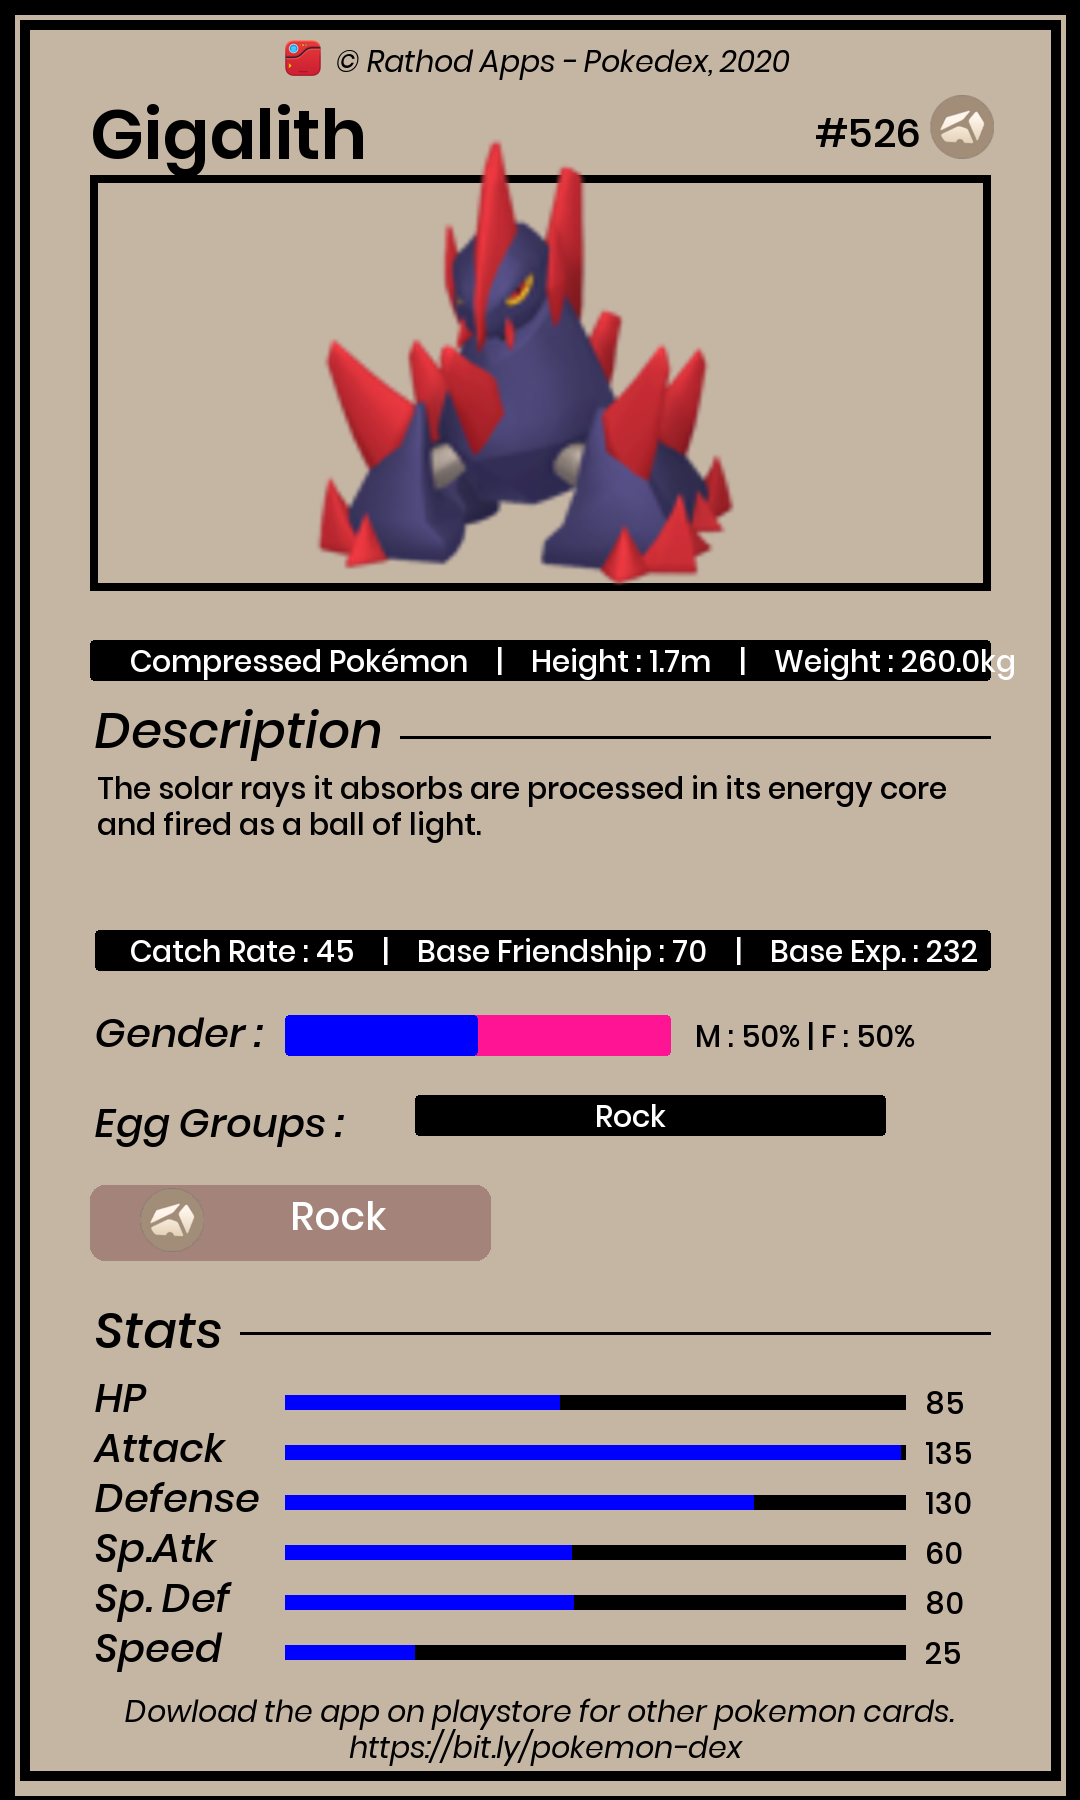 © Rathod Apps - Pokedex, 2020
Gigalith #526
Compressed Pokémon | Height : 1.7m | Weight : 260.0kg
Description
The solar rays it absorbs are processed in its energy core
and fired as a ball of light.
Catch Rate : 45 | Base Friendship : 70 | Base Exp. : 232
Gender : M : 50% | F : 50%
Egg Groups : Rock
Rock
Stats
HP 85
Attack 135
Defense 130
Sp.Atk 60
Sp. Def 80
Speed 25
Dowload the app on playstore for other pokemon cards.
https://bit.ly/pokemon-dex